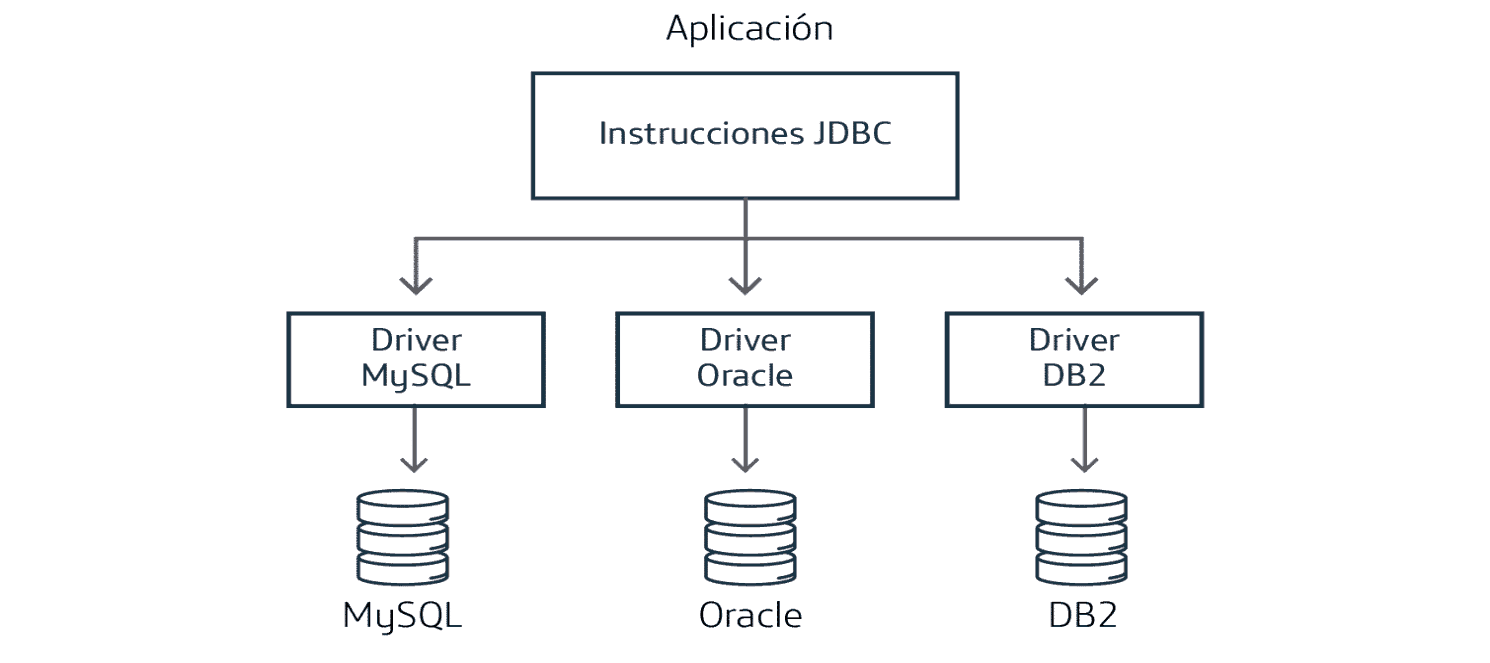 Aplicación
Instrucciones JDBC
Driver
MySQL
Driver
Oracle
Driver
DB2
MySQL
Oracle
DB2